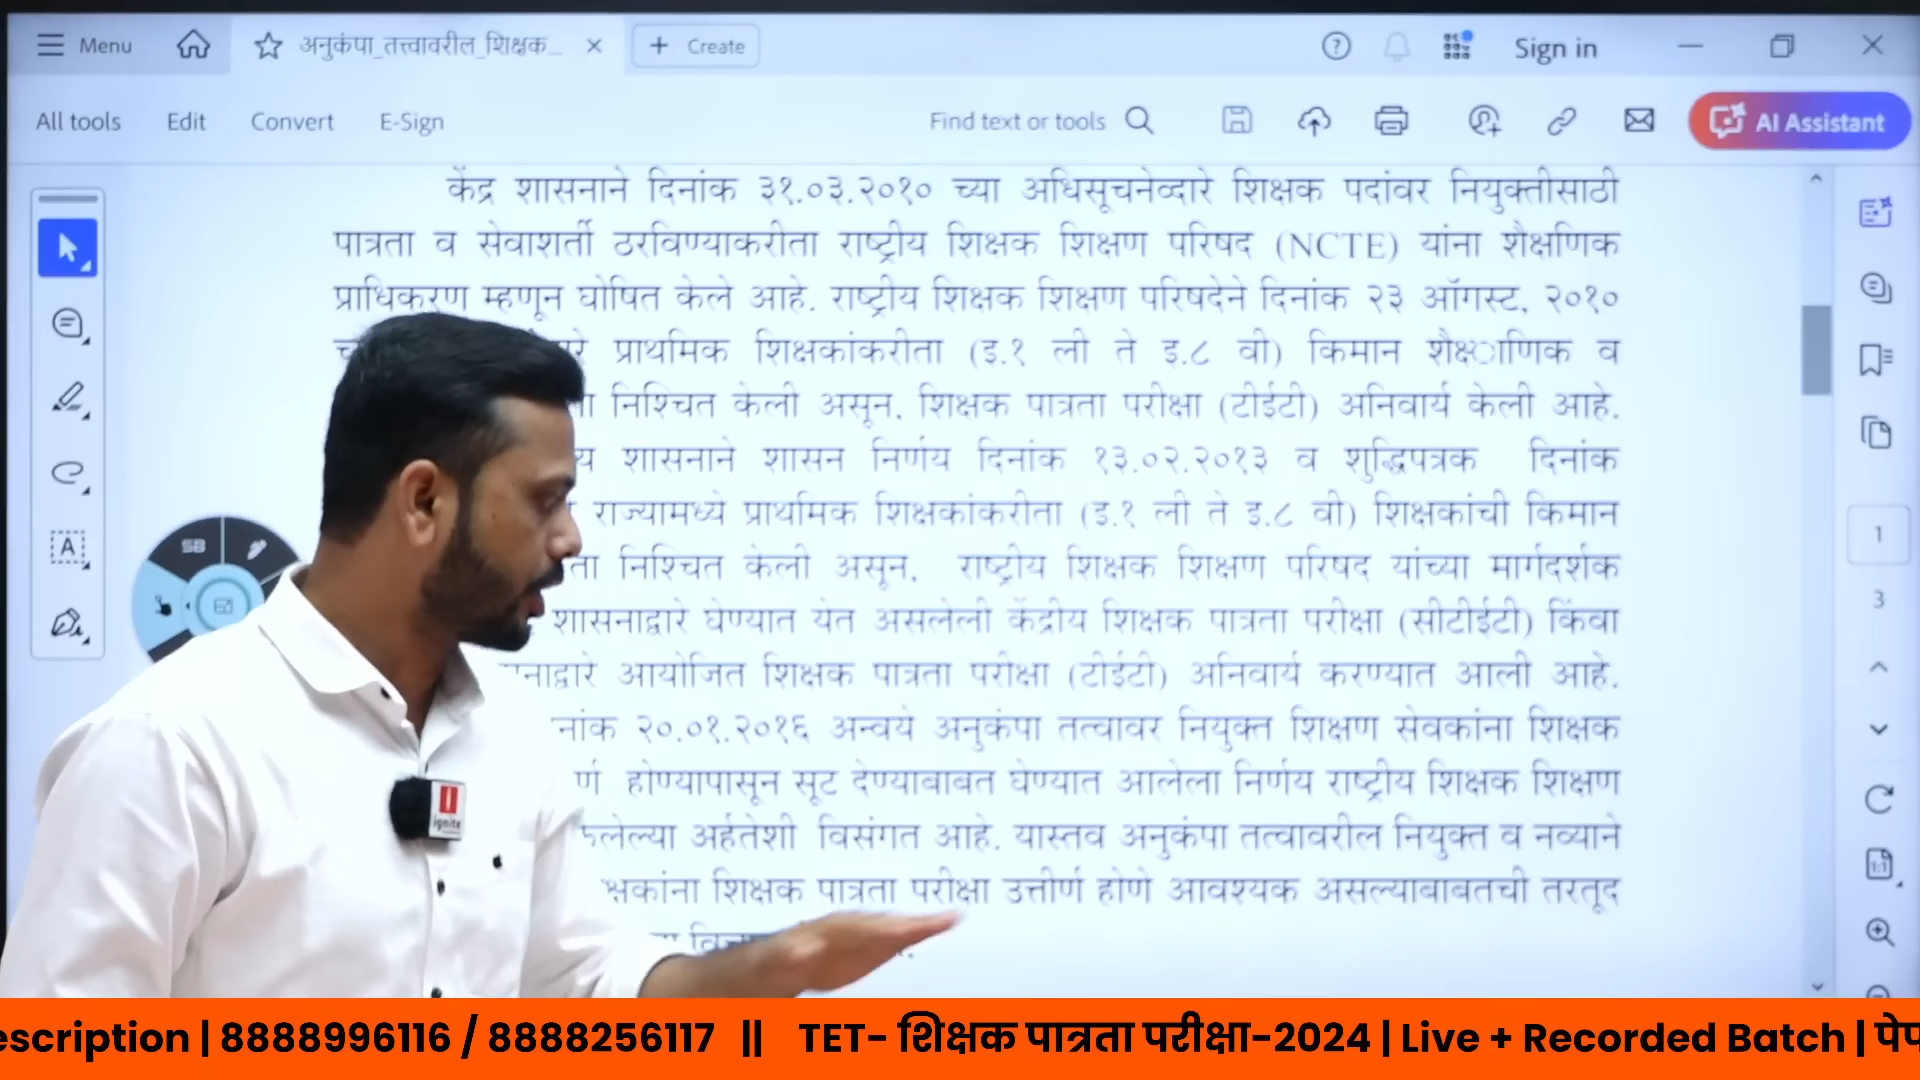 Menu
अनुकंपा_तत्त्वावरील_शिक्षक...
Create
Sign in
All tools
Edit
Convert
E-Sign
Find text or tools
AI Assistant
केंद्र शासनाने दिनांक ३१.०३.२०१० च्या अधिसूचनेव्दारे शिक्षक पदांवर नियुक्तीसाठी
पात्रता व सेवाशर्ती ठरविण्याकरीता राष्ट्रीय शिक्षक शिक्षण परिषद (NCTE) यांना शैक्षणिक
प्राधिकरण म्हणून घोषित केले आहे. राष्ट्रीय शिक्षक शिक्षण परिषदेने दिनांक २३ ऑगस्ट, २०१०
प्राथमिक शिक्षकांकरीता (इ.१ ली ते इ.८ वी) किमान शैक्षाणिक व
निश्चित केली असून, शिक्षक पात्रता परीक्षा (टीईटी) अनिवार्य केली आहे.
शासनाने शासन निर्णय दिनांक १३.०२.२०१३ व शुद्धिपत्रक दिनांक
राज्यामध्ये प्राथमिक शिक्षकांकरीता (इ.१ ली ते इ.८ वी) शिक्षकांची किमान
निश्चित केली असून, राष्ट्रीय शिक्षक शिक्षण परिषद यांच्या मार्गदर्शक
शासनाद्वारे घेण्यात येत असलेली केंद्रीय शिक्षक पात्रता परीक्षा (सीटीईटी) किंवा
नाद्वारे आयोजित शिक्षक पात्रता परीक्षा (टीईटी) अनिवार्य करण्यात आली आहे.
नांक २०.०१.२०१६ अन्वये अनुकंपा तत्वावर नियुक्त शिक्षण सेवकांना शिक्षक
र्ण होण्यापासून सूट देण्याबाबत घेण्यात आलेला निर्णय राष्ट्रीय शिक्षक शिक्षण
केलेल्या अर्हतेशी विसंगत आहे. यास्तव अनुकंपा तत्वावरील नियुक्त व नव्याने
क्षकांना शिक्षक पात्रता परीक्षा उत्तीर्ण होणे आवश्यक असल्याबाबतची तरतूद
SB
1
3
ignite
escription | 8888996116 / 8888256117 || TET- शिक्षक पात्रता परीक्षा-2024 | Live + Recorded Batch | पेप